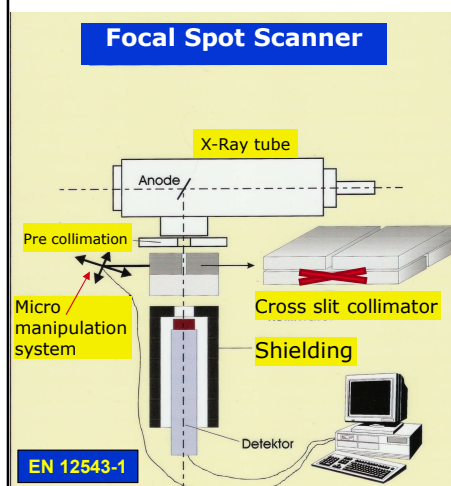 Focal Spot Scanner
X-Ray tube
Anode
Pre collimation
Micro
manipulation
system
Cross slit collimator
Shielding
Detektor
EN 12543-1